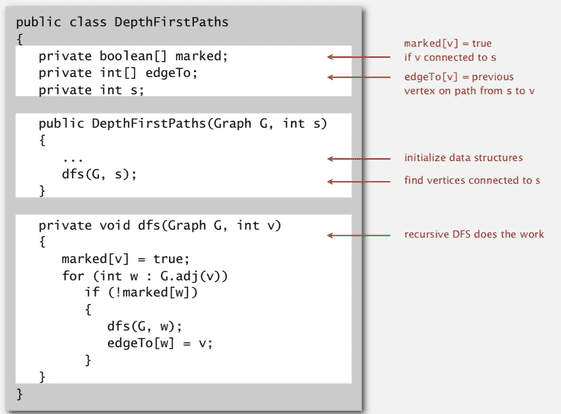 public class DepthFirstPaths
{
private boolean[] marked;
private int[] edgeTo;
private int s;
public DepthFirstPaths(Graph G, int s)
{
...
dfs(G, s);
}
private void dfs(Graph G, int v)
{
marked[v] = true;
for (int w : G.adj(v))
if (!marked[w])
{
dfs(G, w);
edgeTo[w] = v;
}
}
}
marked[v] = true
if v connected to s
edgeTo[v] = previous
vertex on path from s to v
initialize data structures
find vertices connected to s
recursive DFS does the work